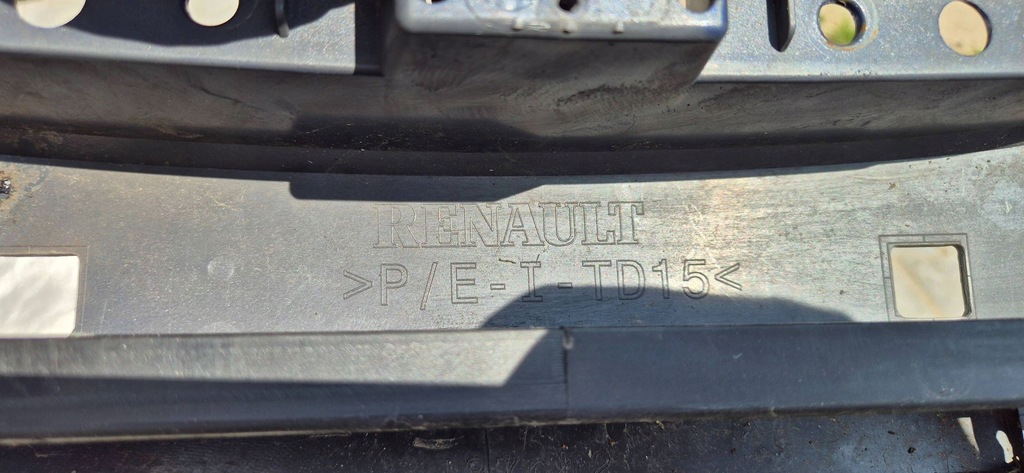 RENAULT
>P/E-I-TD15<